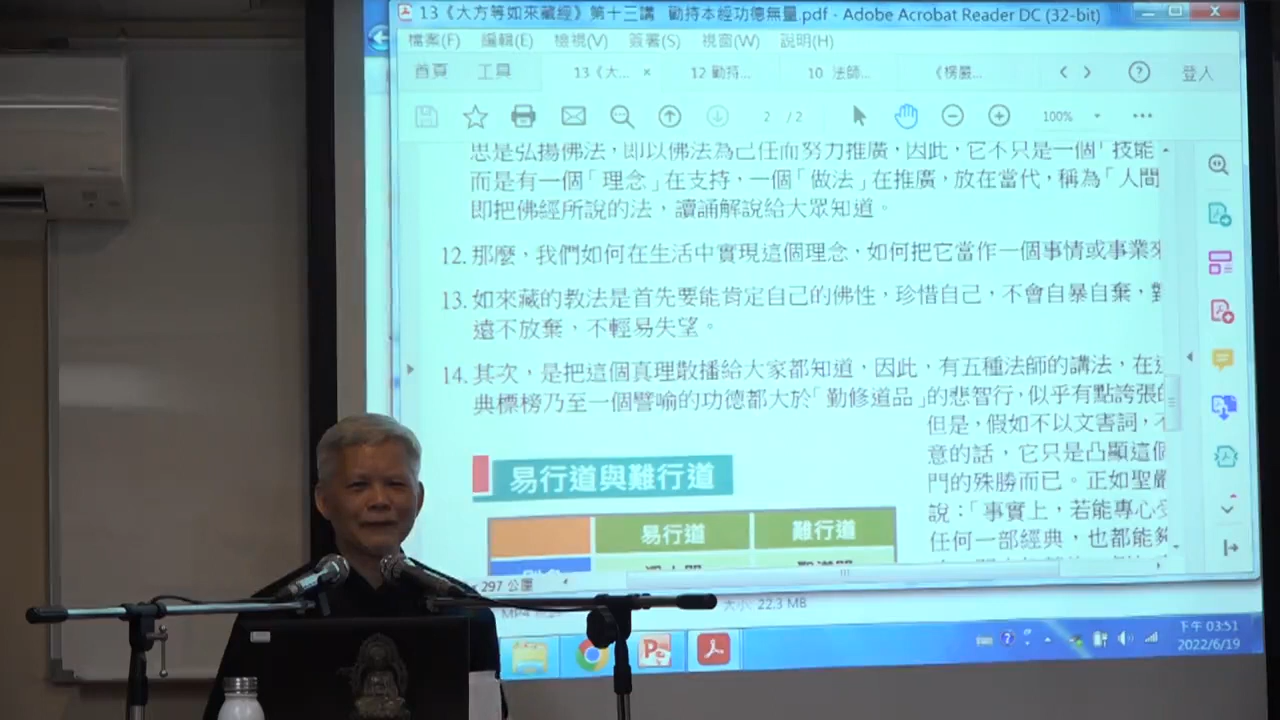 13《大方等如來藏經》第十三講 勸持本經功德無量.pdf - Adobe Acrobat Reader DC (32-bit)
檔案(F) 編輯(E) 檢視(V) 簽署(S) 視窗(W) 說明(H)
首頁 工具 13《大... × 12 勸持... 10 法師... 《楞嚴... 登入
2 / 2 100%
思是弘揚佛法，即以佛法為己任而努力推廣，因此，它不只是一個「技能
而是有一個「理念」在支持，一個「做法」在推廣，放在當代，稱為「人間
即把佛經所說的法，讀誦解說給大眾知道。
12. 那麼，我們如何在生活中實現這個理念，如何把它當作一個事情或事業來
13. 如來藏的教法是首先要能肯定自己的佛性，珍惜自己，不會自暴自棄，對
遠不放棄，不輕易失望。
14. 其次，是把這個真理散播給大家都知道，因此，有五種法師的講法，在這
典標榜乃至一個譬喻的功德都大於「勤修道品」的悲智行，似乎有點誇張的
但是，假如不以文害詞，不
意的話，它只是凸顯這個
門的殊勝而已。正如聖嚴
說：「事實上，若能專心受
任何一部經典，也都能夠
易行道與難行道
易行道 難行道
297 公釐
大小: 22.3 MB
下午 03:51
2022/6/19